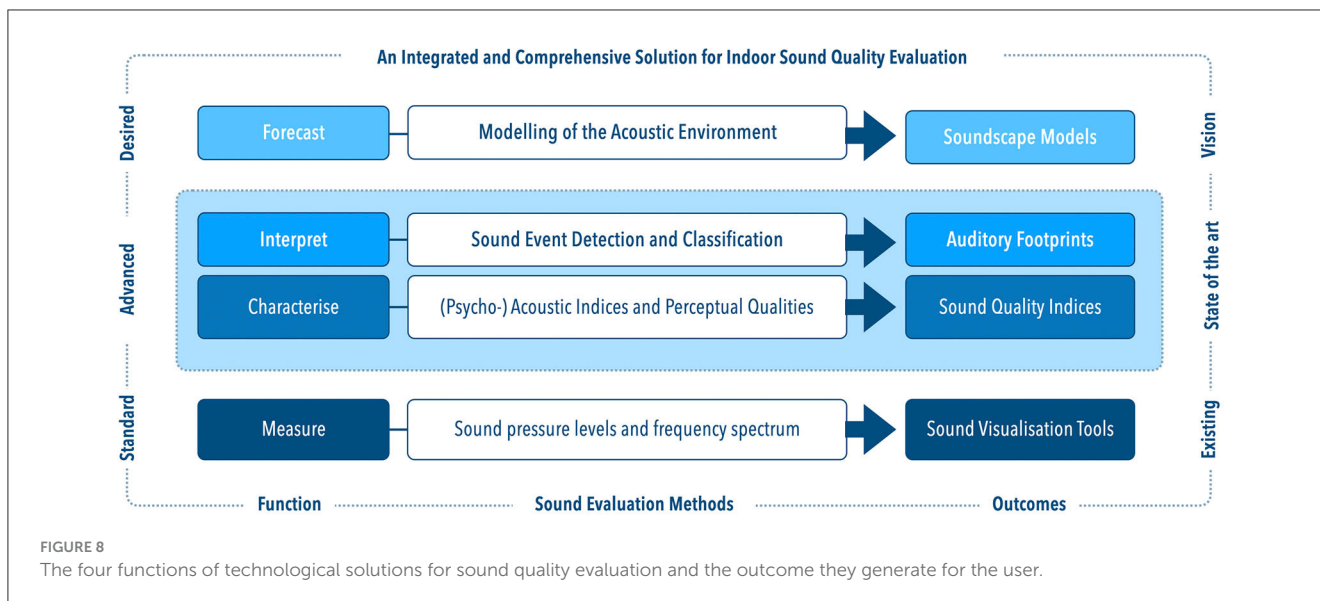 An Integrated and Comprehensive Solution for Indoor Sound Quality Evaluation
Desired
Forecast
Modelling of the Acoustic Environment
Soundscape Models
Vision
Advanced
Interpret
Sound Event Detection and Classification
Auditory Footprints
Characterise
(Psycho-) Acoustic Indices and Perceptual Qualities
Sound Quality Indices
State of the art
Standard
Measure
Sound pressure levels and frequency spectrum
Sound Visualisation Tools
Existing
Function
Sound Evaluation Methods
Outcomes
FIGURE 8
The four functions of technological solutions for sound quality evaluation and the outcome they generate for the user.